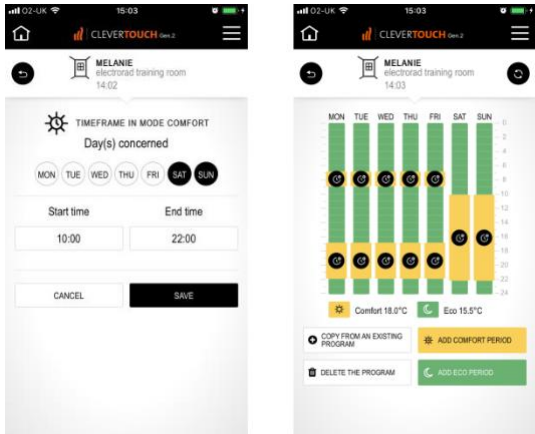 O2-UK
15:03
CLEVERTOUCH Gen.2
MELANIE
electrorad training room
14:02
TIMEFRAME IN MODE COMFORT
Day(s) concerned
MON TUE WED THU FRI SAT SUN
Start time End time
10:00 22:00
CANCEL SAVE
O2-UK
15:03
CLEVERTOUCH Gen.2
MELANIE
electrorad training room
14:03
MON TUE WED THU FRI SAT SUN
0
2
4
6
8
10
12
14
16
18
20
22
24
Comfort 18.0°C Eco 15.5°C
COPY FROM AN EXISTING
PROGRAM
ADD COMFORT PERIOD
DELETE THE PROGRAM
ADD ECO PERIOD